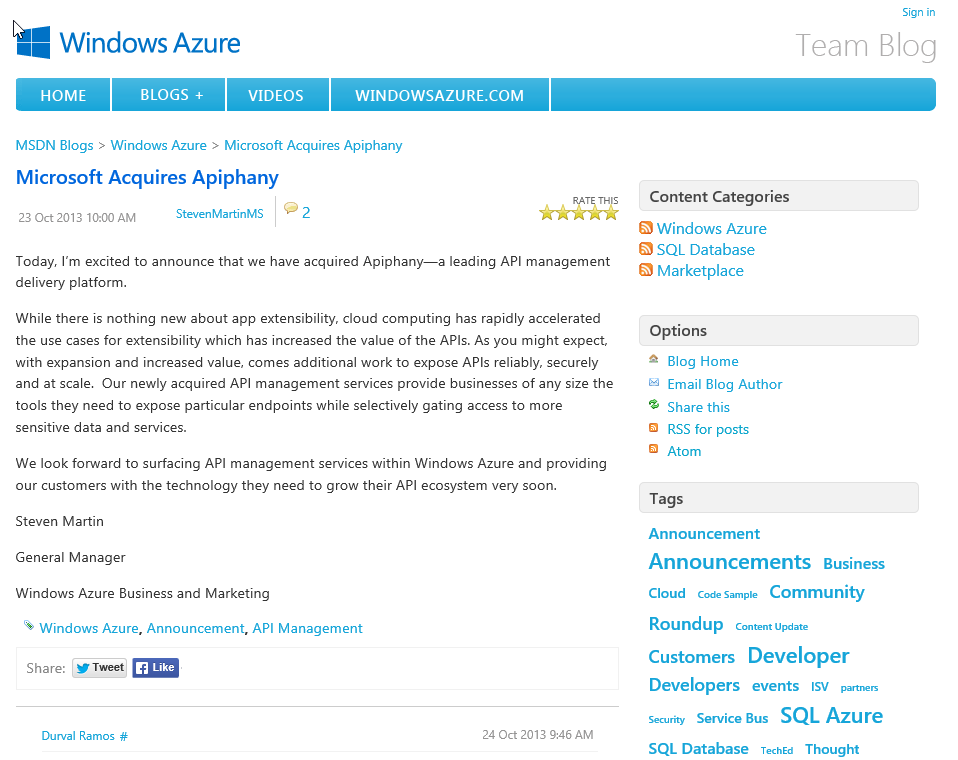 Sign in
Windows Azure
Team Blog
HOME
BLOGS +
VIDEOS
WINDOWSAZURE.COM
MSDN Blogs > Windows Azure > Microsoft Acquires Apiphany
Microsoft Acquires Apiphany
23 Oct 2013 10:00 AM
StevenMartinMS
2
RATE THIS
Today, I’m excited to announce that we have acquired Apiphany—a leading API management
delivery platform.
While there is nothing new about app extensibility, cloud computing has rapidly accelerated
the use cases for extensibility which has increased the value of the APIs. As you might expect,
with expansion and increased value, comes additional work to expose APIs reliably, securely
and at scale.  Our newly acquired API management services provide businesses of any size the
tools they need to expose particular endpoints while selectively gating access to more
sensitive data and services.
We look forward to surfacing API management services within Windows Azure and providing
our customers with the technology they need to grow their API ecosystem very soon.
Steven Martin
General Manager
Windows Azure Business and Marketing
Windows Azure, Announcement, API Management
Share: Tweet Like
Durval Ramos #
24 Oct 2013 9:46 AM
Content Categories
Windows Azure
SQL Database
Marketplace
Options
Blog Home
Email Blog Author
Share this
RSS for posts
Atom
Tags
Announcement
Announcements Business
Cloud Code Sample Community
Roundup Content Update
Customers Developer
Developers events ISV partners
Security Service Bus SQL Azure
SQL Database TechEd Thought